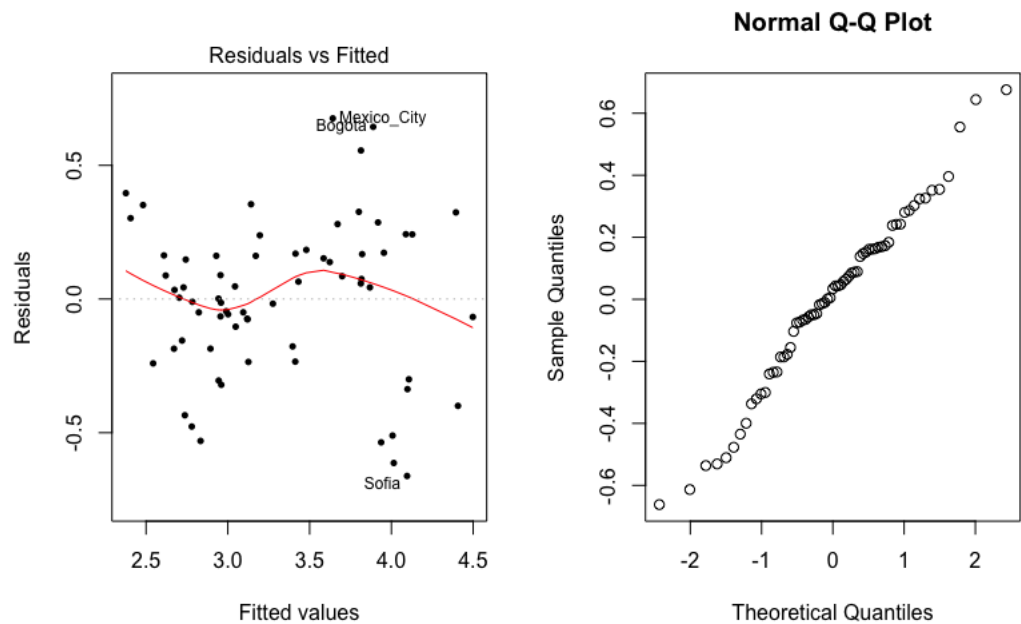 Residuals vs Fitted
Residuals
0.5
0.0
-0.5
Mexico_City
Bogota
Sofia
2.5 3.0 3.5 4.0 4.5
Fitted values
Normal Q-Q Plot
Sample Quantiles
0.6
0.4
0.2
0.0
-0.2
-0.4
-0.6
-2 -1 0 1 2
Theoretical Quantiles